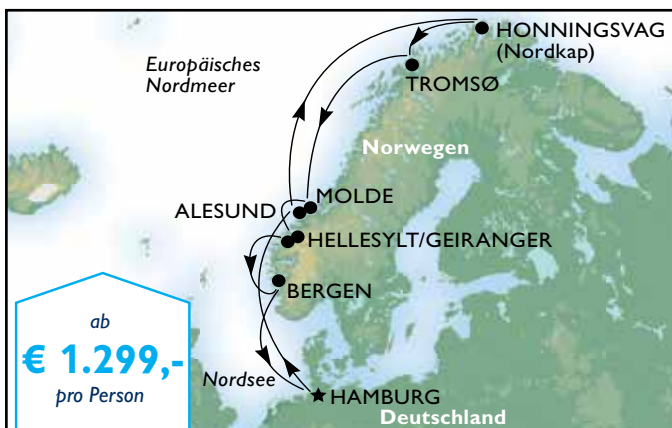 HONNINGSVAG
(Nordkap)
Europäisches
Nordmeer
TROMSØ
Norwegen
MOLDE
ALESUND
HELLESYLT/GEIRANGER
BERGEN
ab
€ 1.299,-
pro Person
Nordsee
HAMBURG
Deutschland